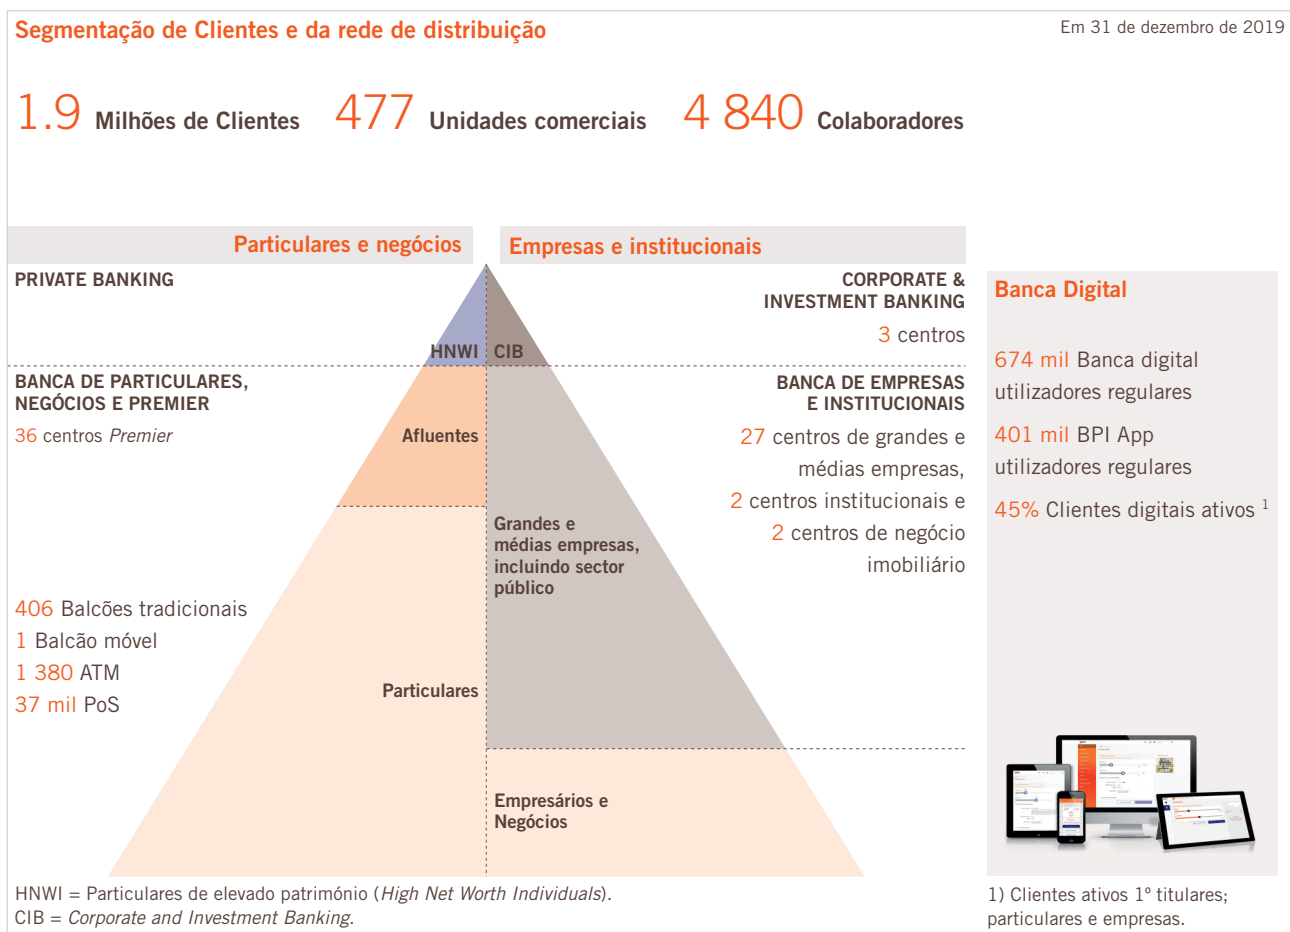 Segmentação de Clientes e da rede de distribuição
Em 31 de dezembro de 2019
1.9 Milhões de Clientes
477 Unidades comerciais
4 840 Colaboradores
Particulares e negócios
Empresas e institucionais
PRIVATE BANKING
HNWI
CIB
CORPORATE &
INVESTMENT BANKING
3 centros
BANCA DE PARTICULARES,
NEGÓCIOS E PREMIER
36 centros Premier
Afluentes
BANCA DE EMPRESAS
E INSTITUCIONAIS
27 centros de grandes e
médias empresas,
2 centros institucionais e
2 centros de negócio
imobiliário
Grandes e
médias empresas,
incluindo sector
público
406 Balcões tradicionais
1 Balcão móvel
1 380 ATM
37 mil PoS
Particulares
Empresários e
Negócios
Banca Digital
674 mil Banca digital
utilizadores regulares
401 mil BPI App
utilizadores regulares
45% Clientes digitais ativos 1
HNWI = Particulares de elevado património (High Net Worth Individuals).
CIB = Corporate and Investment Banking.
1) Clientes ativos 1º titulares;
particulares e empresas.